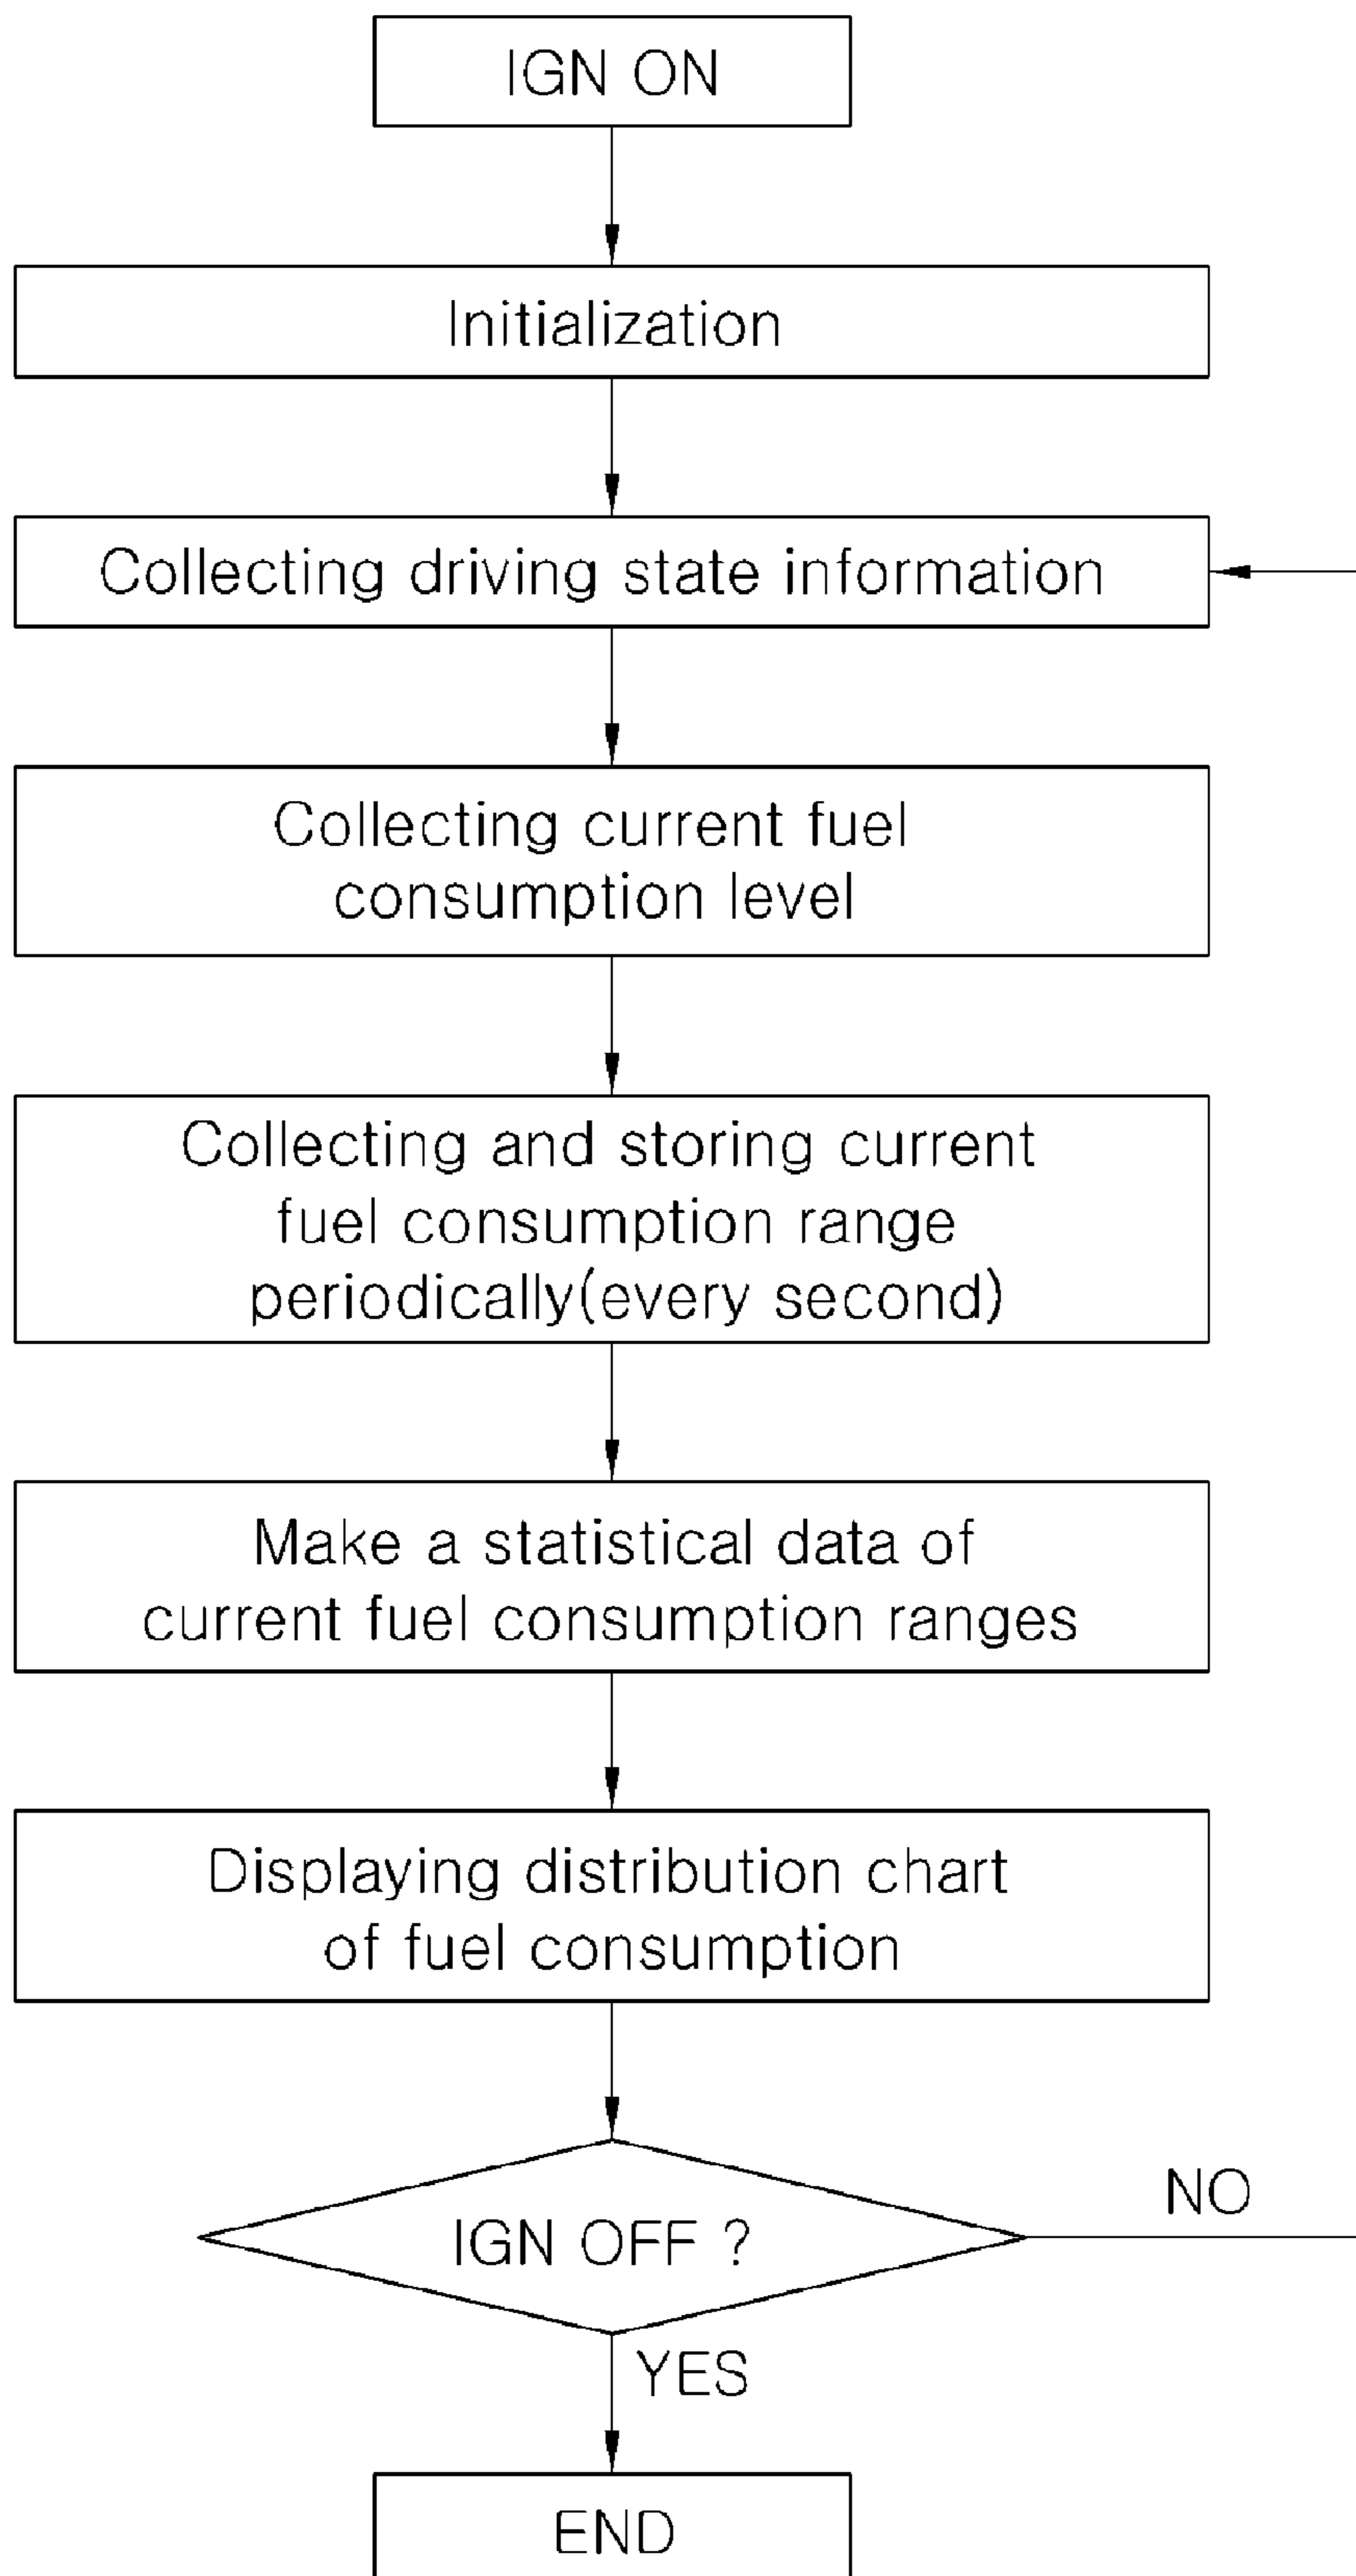 IGN ON
Initialization
Collecting driving state information
Collecting current fuel
consumption level
Collecting and storing current
fuel consumption range
periodically(every second)
Make a statistical data of
current fuel consumption ranges
Displaying distribution chart
of fuel consumption
IGN OFF ?
NO
YES
END